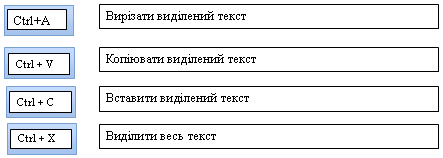 Ctrl+A
Вирізати виділений текст
Ctrl + V
Копіювати виділений текст
Ctrl + C
Вставити виділений текст
Ctrl + X
Виділити весь текст